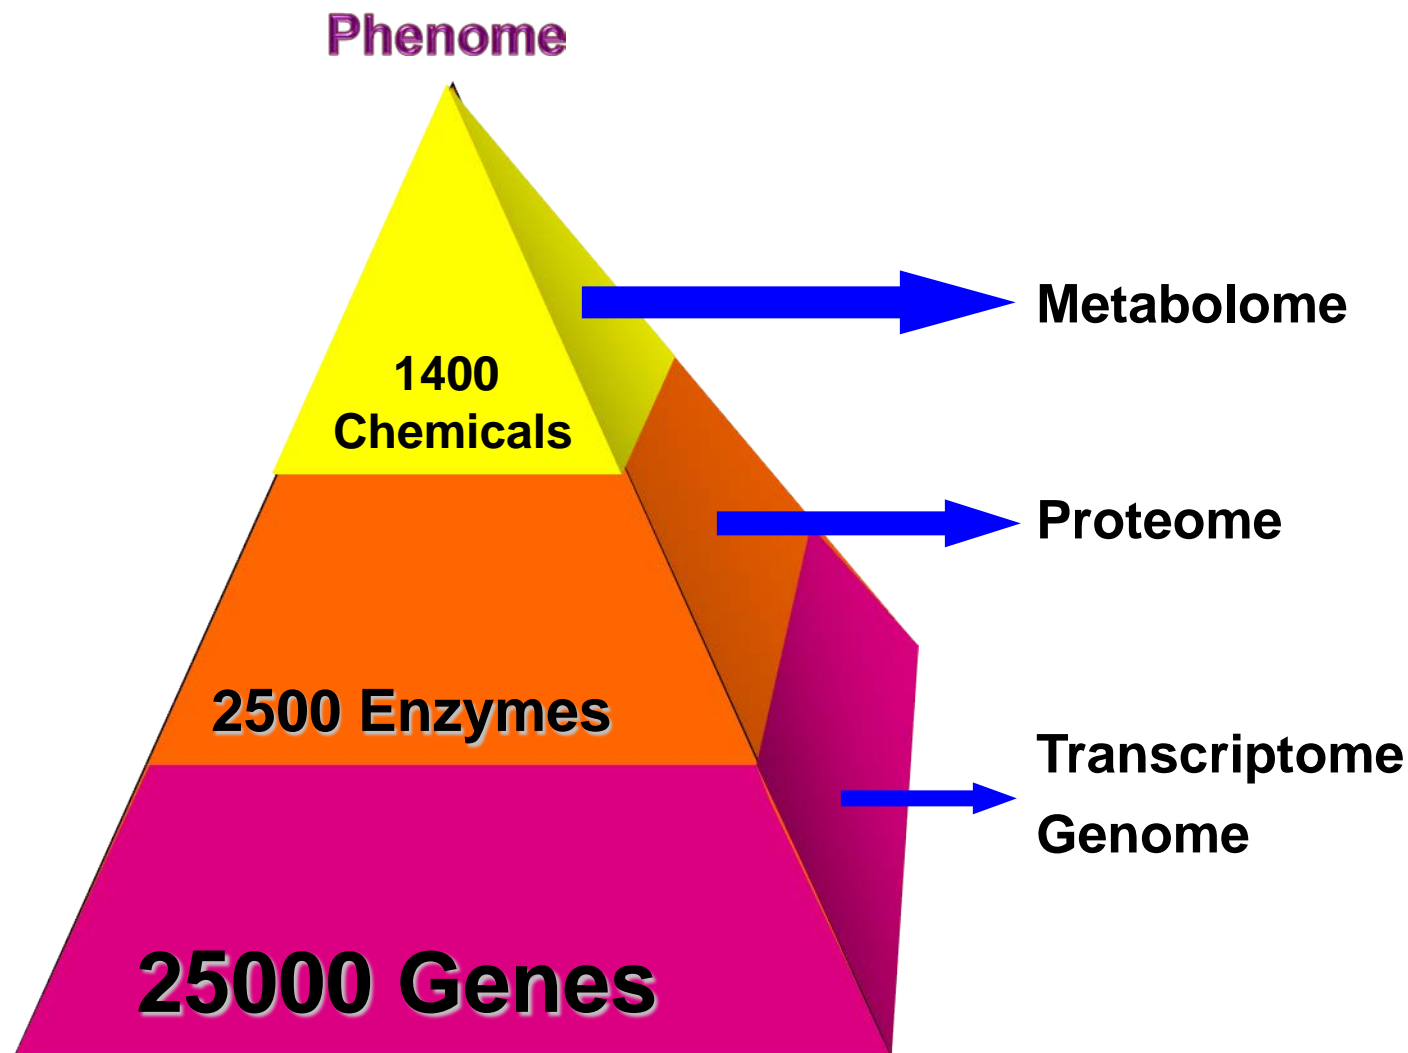 Phenome
Metabolome
1400
Chemicals
Proteome
2500 Enzymes
Transcriptome
Genome
25000 Genes